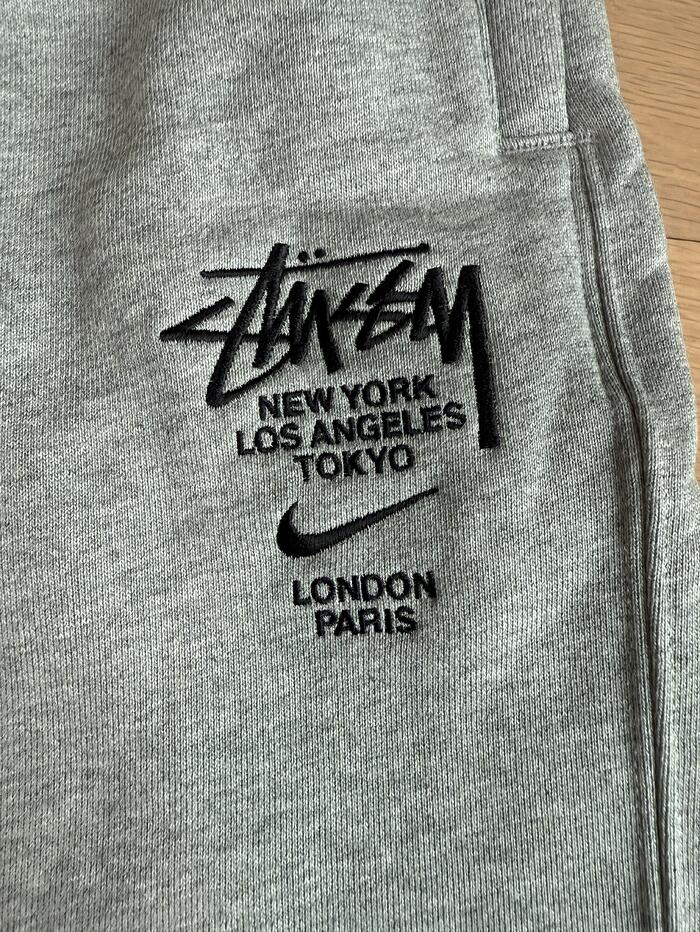 Stüssy
NEW YORK
LOS ANGELES
TOKYO
LONDON
PARIS